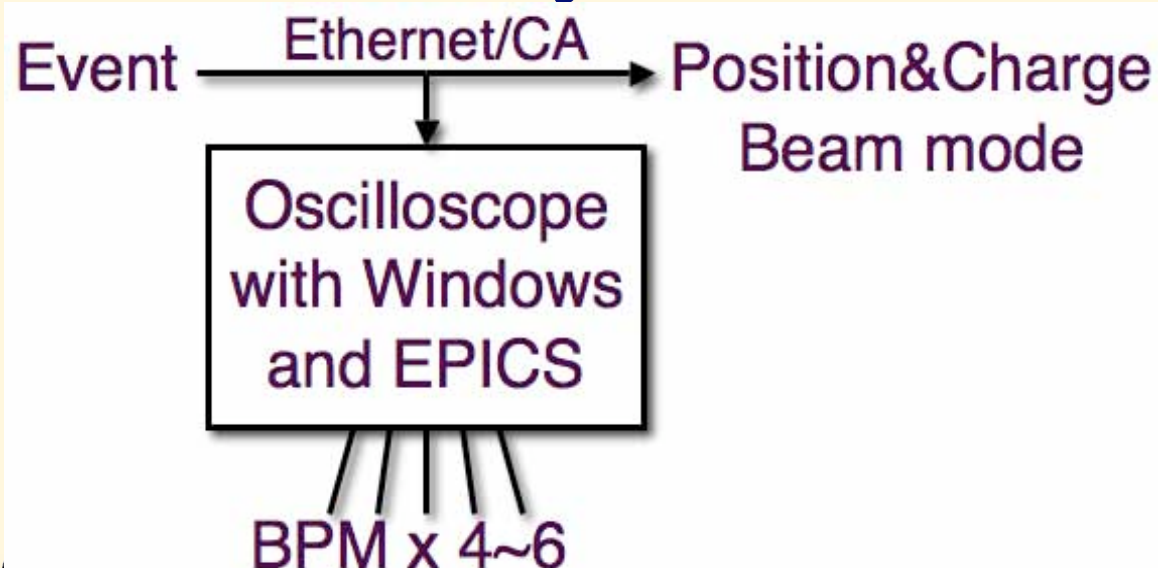 Ethernet/CA
Event
Position&Charge
Beam mode
Oscilloscope
with Windows
and EPICS
BPM x 4~6